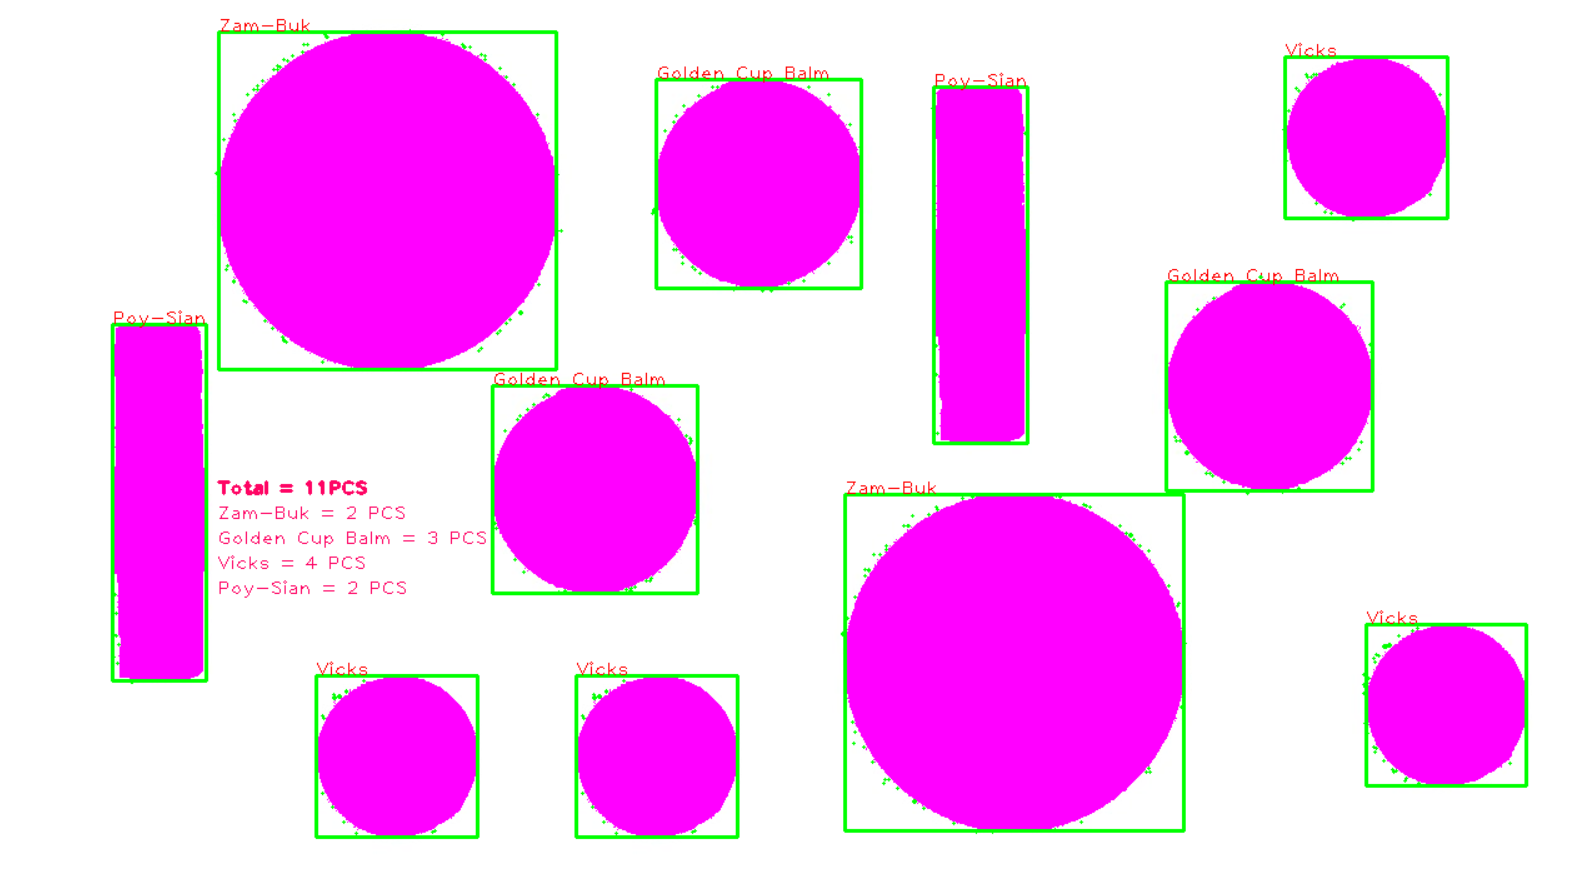 Zam-Buk
Vicks
Golden Cup Balm
Poy-Sian
Golden Cup Balm
Poy-Sian
Golden Cup Balm
Total = 11PCS
Zam-Buk = 2 PCS
Golden Cup Balm = 3 PCS
Vicks = 4 PCS
Poy-Sian = 2 PCS
Zam-Buk
Vicks
Vicks
Vicks